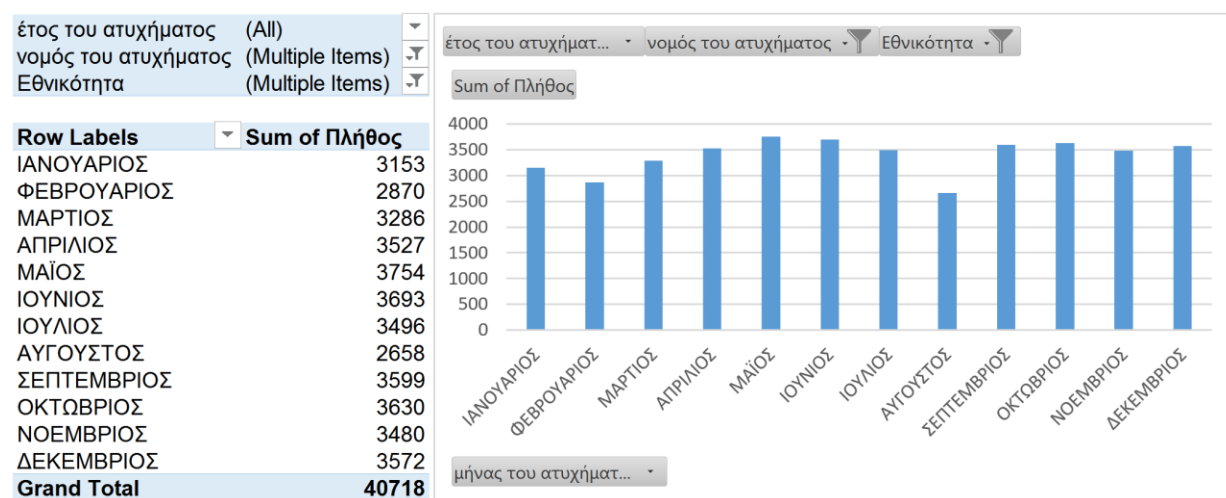 έτος του ατυχήματος (All)
νομός του ατυχήματος (Multiple Items)
Εθνικότητα (Multiple Items)
Row Labels Sum of Πλήθος
ΙΑΝΟΥΑΡΙΟΣ 3153
ΦΕΒΡΟΥΑΡΙΟΣ 2870
ΜΑΡΤΙΟΣ 3286
ΑΠΡΙΛΙΟΣ 3527
ΜΑΪΟΣ 3754
ΙΟΥΝΙΟΣ 3693
ΙΟΥΛΙΟΣ 3496
ΑΥΓΟΥΣΤΟΣ 2658
ΣΕΠΤΕΜΒΡΙΟΣ 3599
ΟΚΤΩΒΡΙΟΣ 3630
ΝΟΕΜΒΡΙΟΣ 3480
ΔΕΚΕΜΒΡΙΟΣ 3572
Grand Total 40718
έτος του ατυχήματ... νομός του ατυχήματος Εθνικότητα
Sum of Πλήθος
4000
3500
3000
2500
2000
1500
1000
500
0
ΙΑΝΟΥΑΡΙΟΣ
ΦΕΒΡΟΥΑΡΙΟΣ
ΜΑΡΤΙΟΣ
ΑΠΡΙΛΙΟΣ
ΜΑΪΟΣ
ΙΟΥΝΙΟΣ
ΙΟΥΛΙΟΣ
ΑΥΓΟΥΣΤΟΣ
ΣΕΠΤΕΜΒΡΙΟΣ
ΟΚΤΩΒΡΙΟΣ
ΝΟΕΜΒΡΙΟΣ
ΔΕΚΕΜΒΡΙΟΣ
μήνας του ατυχήματ...